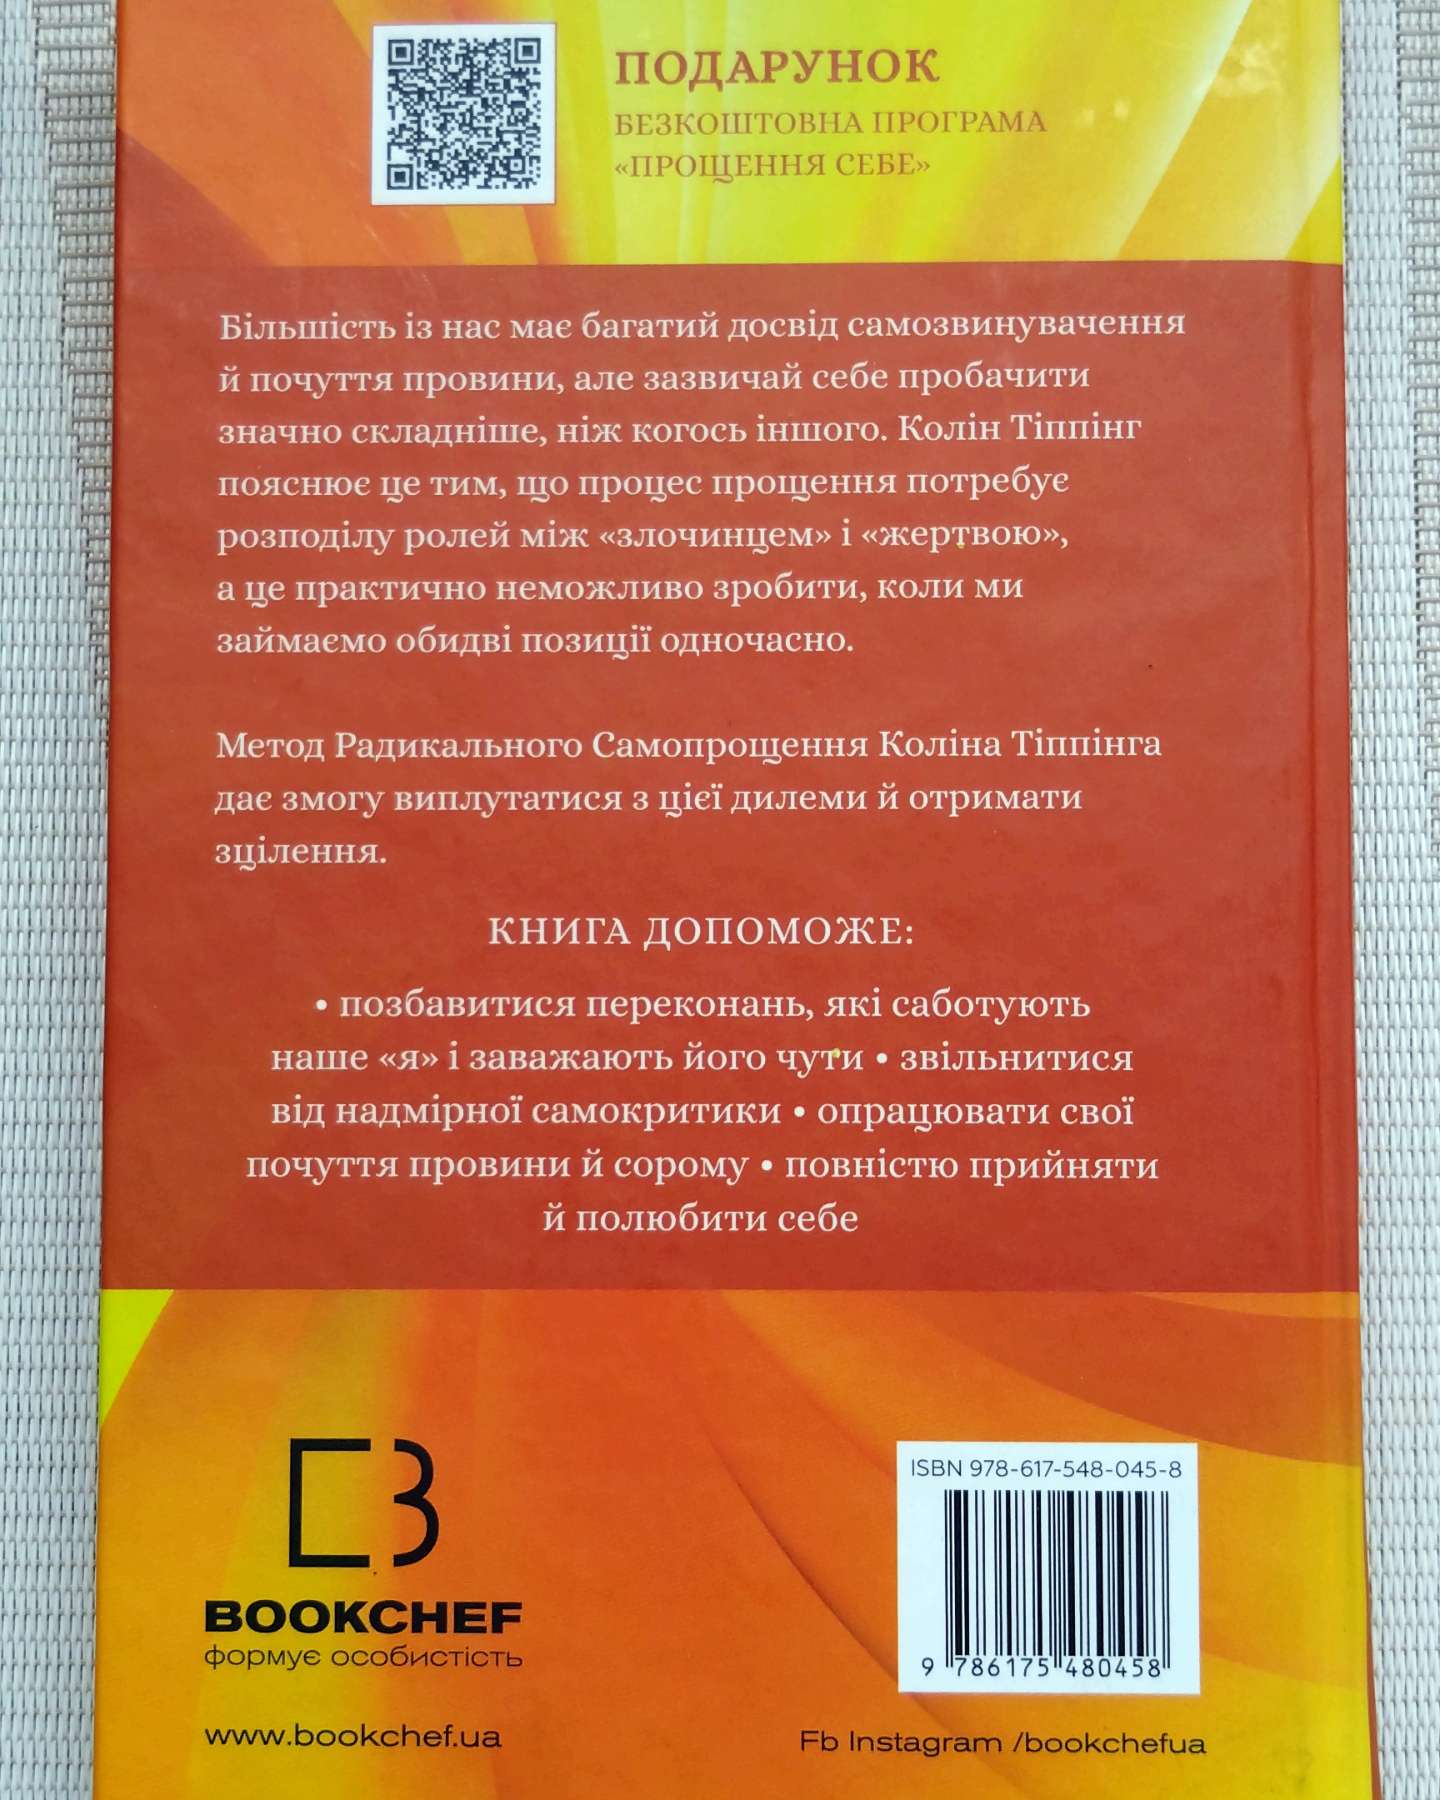 ПОДАРУНОК
БЕЗКОШТОВНА ПРОГРАМА
«ПРОЩЕННЯ СЕБЕ»
Більшість із нас має багатий досвід самозвинувачення
й почуття провини, але зазвичай себе пробачити
значно складніше, ніж когось іншого. Колін Тіппінг
пояснює це тим, що процес прощення потребує
розподілу ролей між «злочинцем» і «жертвою»,
а це практично неможливо зробити, коли ми
займаємо обидві позиції одночасно.
Метод Радикального Самопрощення Коліна Тіппінга
дає змогу виплутатися з цієї дилеми й отримати
зцілення.
КНИГА ДОПОМОЖЕ:
• позбавитися переконань, які саботують
наше «я» і заважають його чути • звільнитися
від надмірної самокритики • опрацювати свої
почуття провини й сорому • повністю прийняти
й полюбити себе
BOOKCHEF
формує особистість
www.bookchef.ua
ISBN 978-617-548-045-8
9 786175 480458
Fb Instagram /bookchefua